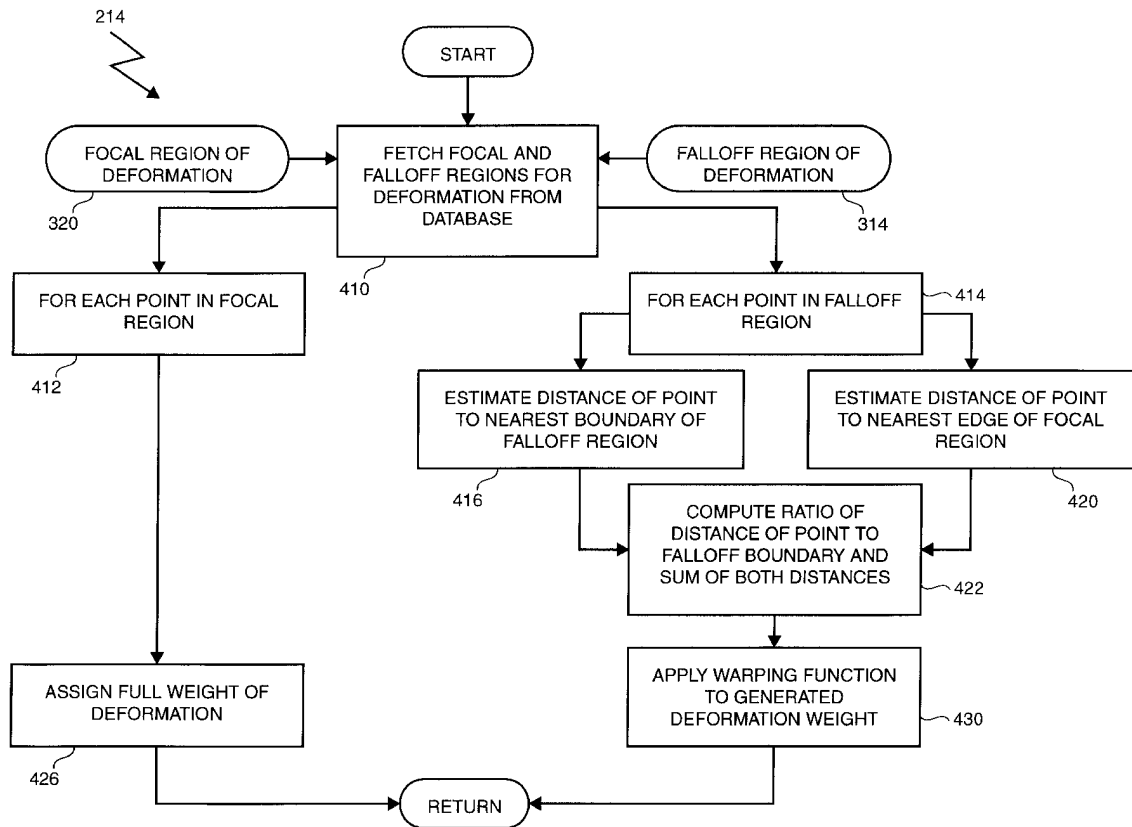 214
START
FOCAL REGION OF
DEFORMATION
320
FETCH FOCAL AND
FALLOFF REGIONS FOR
DEFORMATION FROM
DATABASE
410
FALLOFF REGION OF
DEFORMATION
314
FOR EACH POINT IN FOCAL
REGION
412
FOR EACH POINT IN FALLOFF
REGION
414
ESTIMATE DISTANCE OF POINT
TO NEAREST BOUNDARY OF
FALLOFF REGION
416
ESTIMATE DISTANCE OF POINT
TO NEAREST EDGE OF FOCAL
REGION
420
COMPUTE RATIO OF
DISTANCE OF POINT TO
FALLOFF BOUNDARY AND
SUM OF BOTH DISTANCES
422
ASSIGN FULL WEIGHT OF
DEFORMATION
426
APPLY WARPING FUNCTION
TO GENERATED
DEFORMATION WEIGHT
430
RETURN